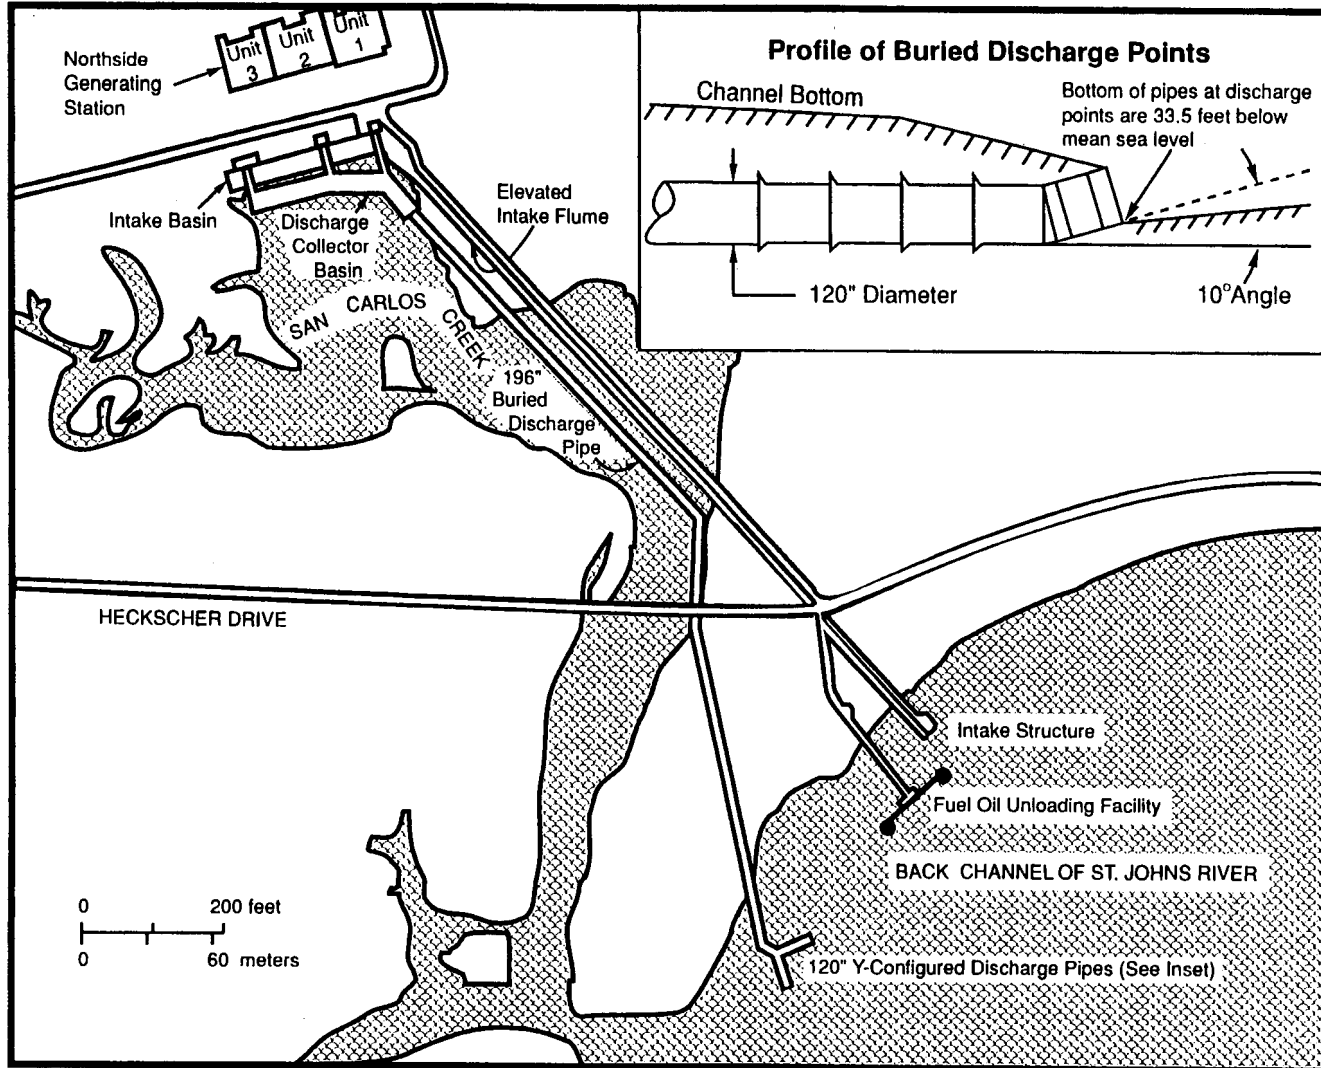 Northside
Generating
Station
Unit
3
Unit
2
Unit
1
Profile of Buried Discharge Points
Channel Bottom
Bottom of pipes at discharge
points are 33.5 feet below
mean sea level
120" Diameter
10°Angle
Intake Basin
Discharge
Collector
Basin
Elevated
Intake Flume
SAN CARLOS CREEK
196"
Buried
Discharge
Pipe
HECKSCHER DRIVE
Intake Structure
Fuel Oil Unloading Facility
BACK CHANNEL OF ST. JOHNS RIVER
0 200 feet
0 60 meters
120" Y-Configured Discharge Pipes (See Inset)